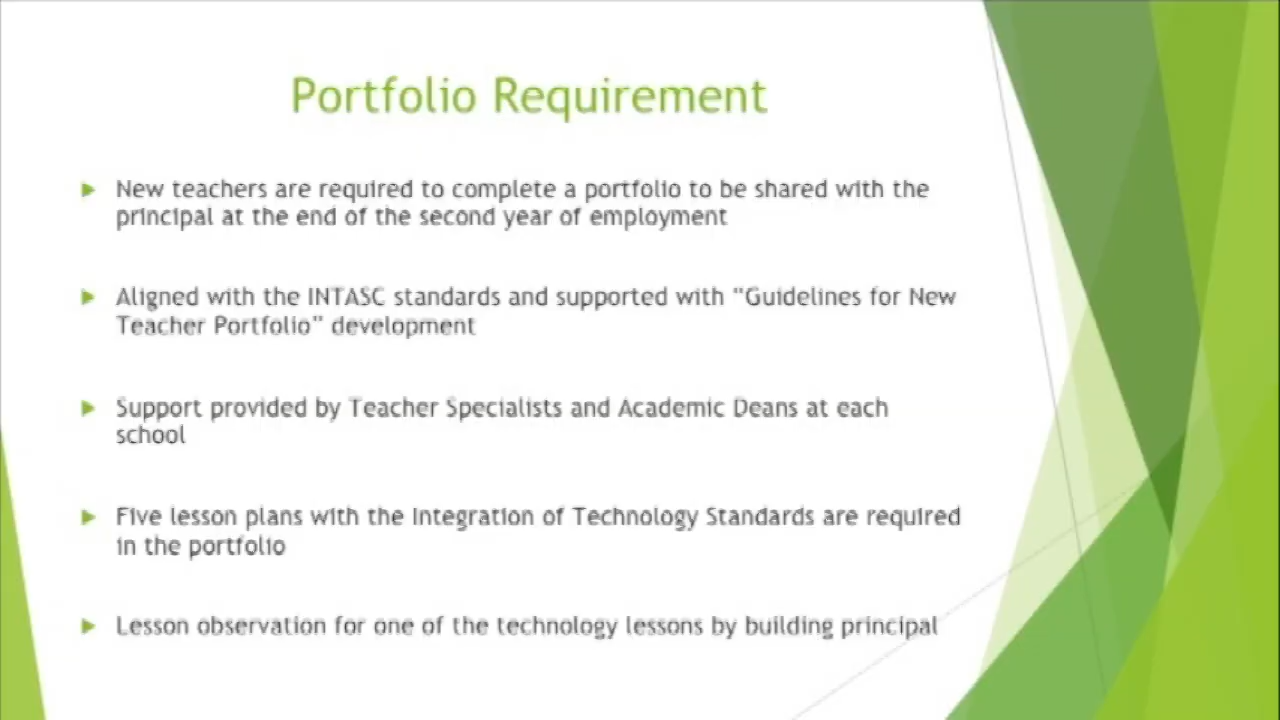 Portfolio Requirement
New teachers are required to complete a portfolio to be shared with the
principal at the end of the second year of employment
Aligned with the INTASC standards and supported with "Guidelines for New
Teacher Portfolio" development
Support provided by Teacher Specialists and Academic Deans at each
school
Five lesson plans with the Integration of Technology Standards are required
in the portfolio
Lesson observation for one of the technology lessons by building principal